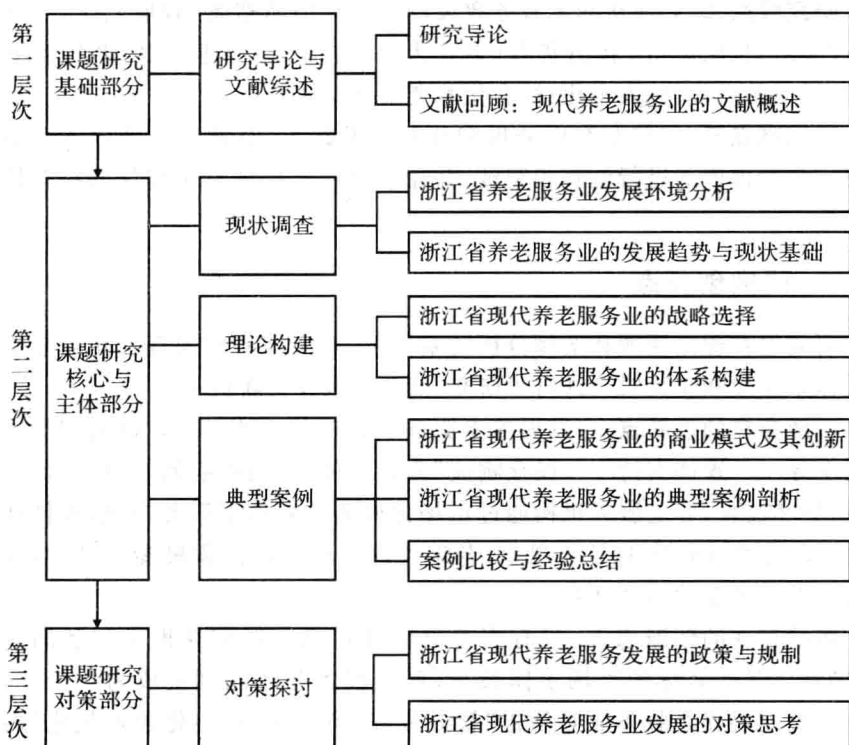 第一层次
课题研究
基础部分
研究导论与
文献综述
研究导论
文献回顾：现代养老服务业的文献概述
第二层次
课题研究
核心与
主体部分
现状调查
浙江省养老服务业发展环境分析
浙江省养老服务业的发展趋势与现状基础
理论构建
浙江省现代养老服务业的战略选择
浙江省现代养老服务业的体系构建
典型案例
浙江省现代养老服务业的商业模式及其创新
浙江省现代养老服务业的典型案例剖析
案例比较与经验总结
第三层次
课题研究
对策部分
对策探讨
浙江省现代养老服务发展的政策与规制
浙江省现代养老服务业发展的对策思考